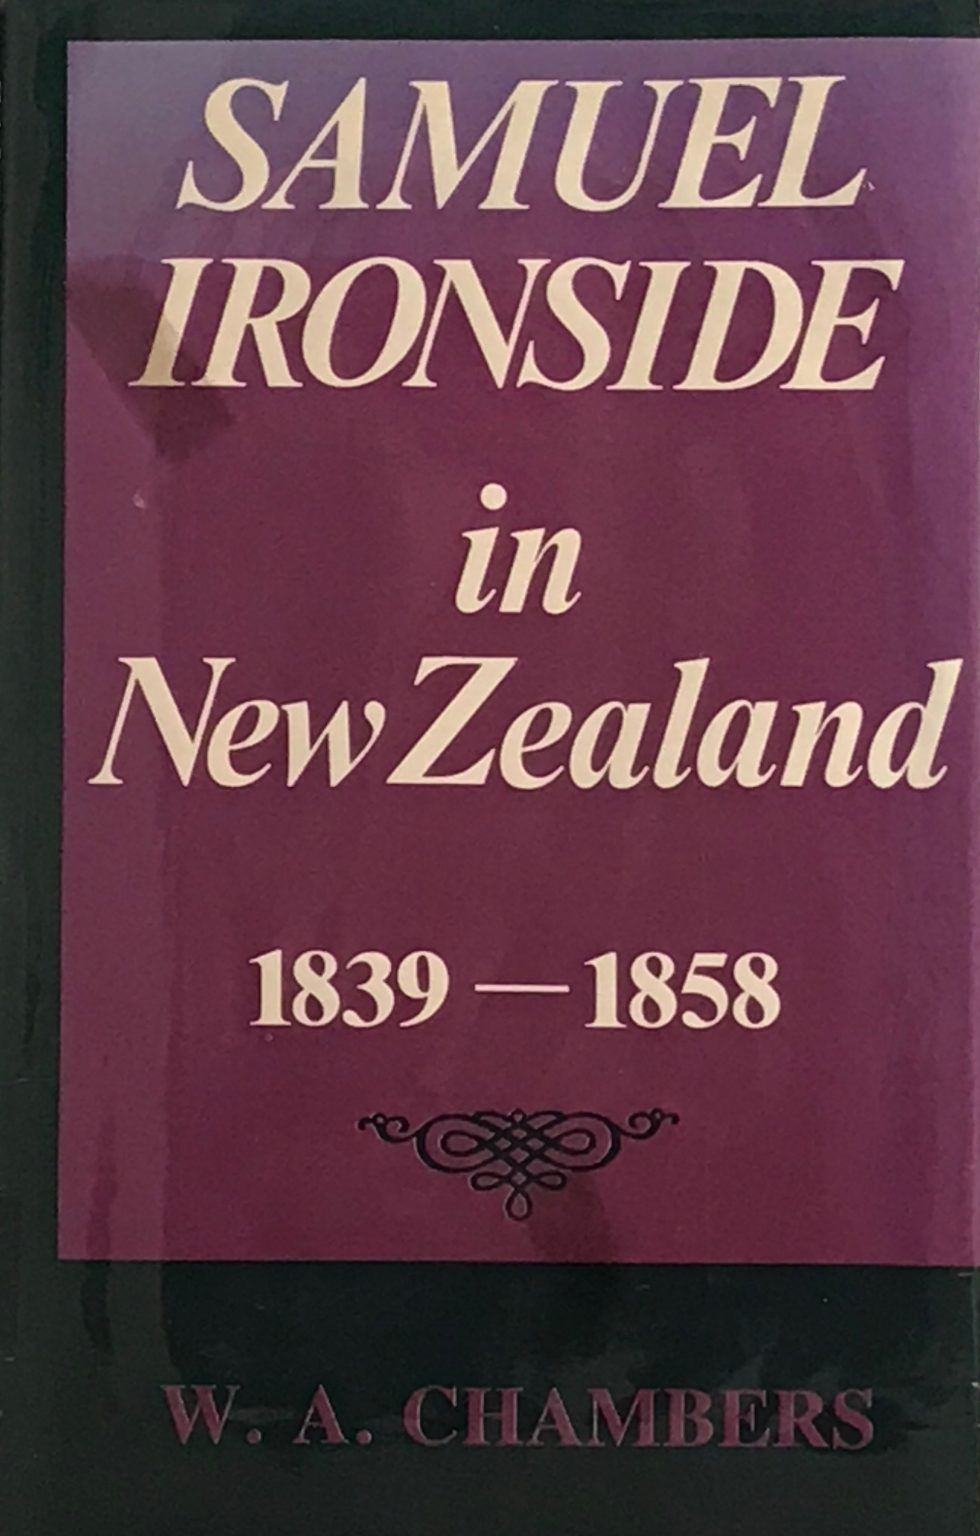 SAMUEL
IRONSIDE
in
New Zealand
1839 — 1858
W. A. CHAMBERS